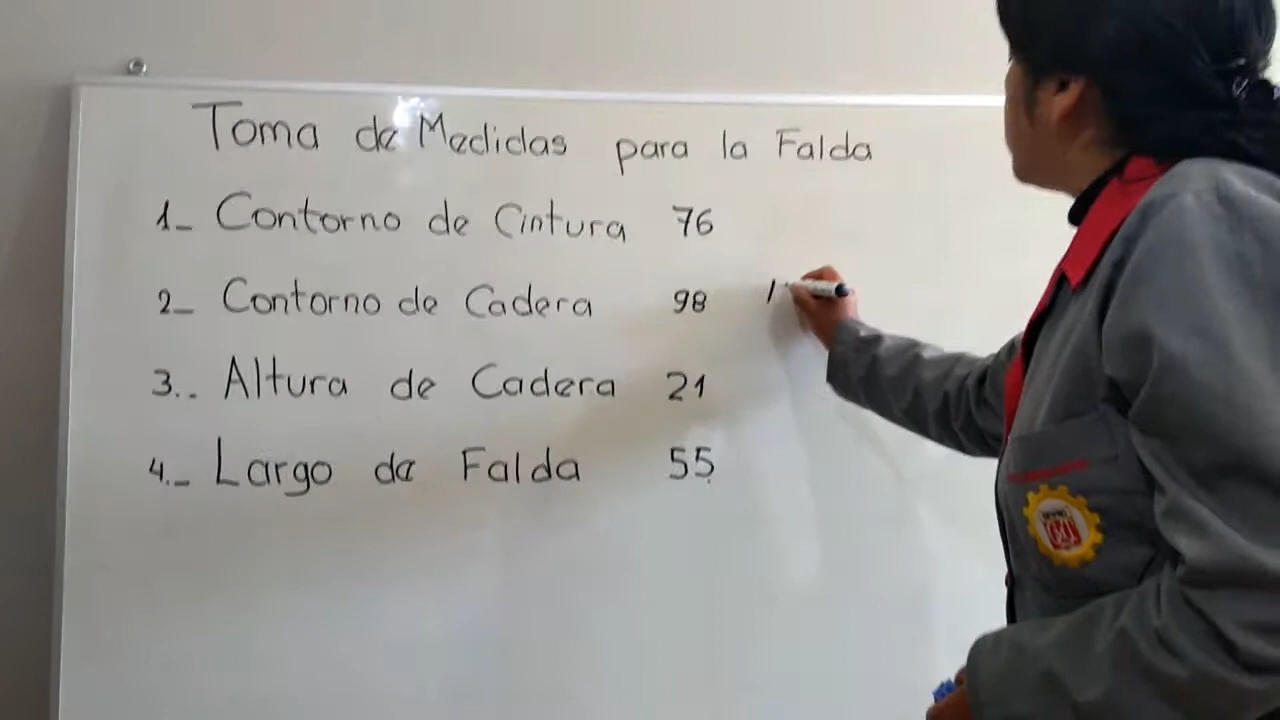 Toma de Medidas para la Falda
1_ Contorno de Cintura 76
2_ Contorno de Cadera 98 1
3.. Altura de Cadera 21
4._ Largo de Falda 55